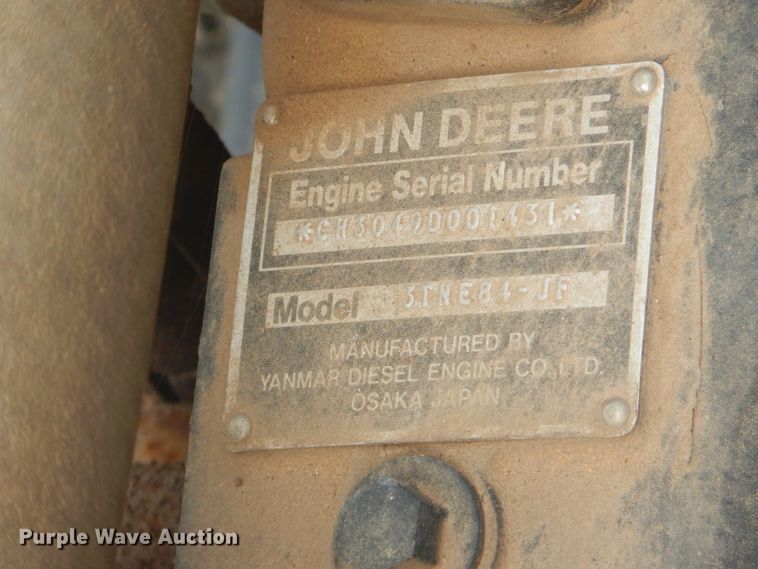 JOHN DEERE
Engine Serial Number
*CH3049D001431*
Model 3TNE84-JF
MANUFACTURED BY
YANMAR DIESEL ENGINE CO., LTD.
OSAKA JAPAN
Purple Wave Auction